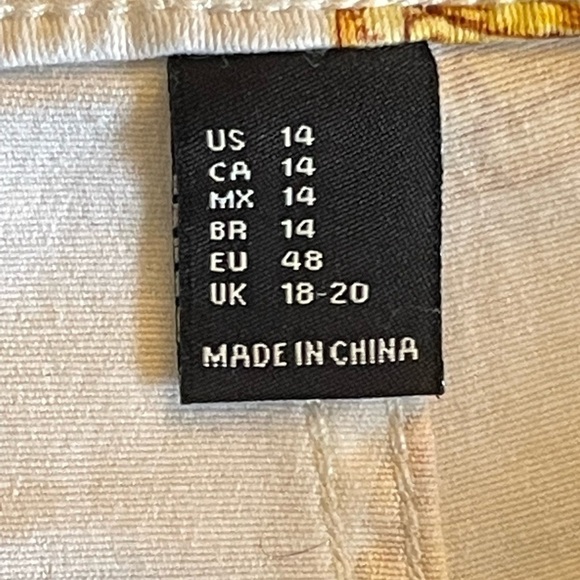 US 14
CA 14
MX 14
BR 14
EU 48
UK 18-20
MADE IN CHINA